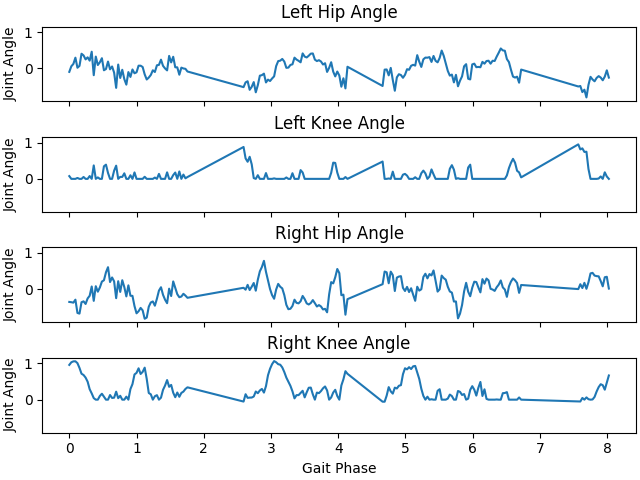 Left Hip Angle
Joint Angle
1
0
Left Knee Angle
Joint Angle
1
0
Right Hip Angle
Joint Angle
1
0
Right Knee Angle
Joint Angle
1
0
0 1 2 3 4 5 6 7 8
Gait Phase